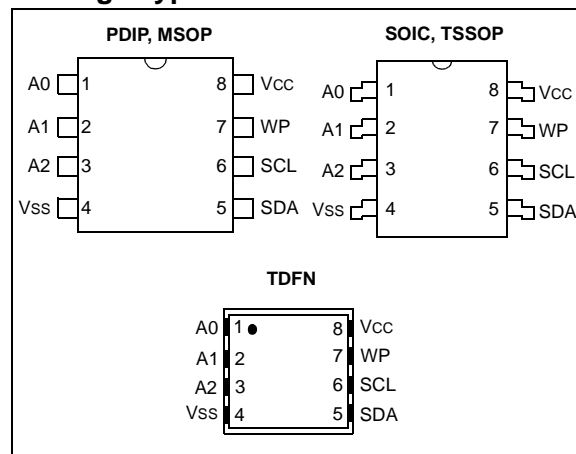 PDIP, MSOP
A0 1 8 VCC
A1 2 7 WP
A2 3 6 SCL
VSS 4 5 SDA
SOIC, TSSOP
A0 1 8 VCC
A1 2 7 WP
A2 3 6 SCL
VSS 4 5 SDA
TDFN
A0 1 8 VCC
A1 2 7 WP
A2 3 6 SCL
VSS 4 5 SDA